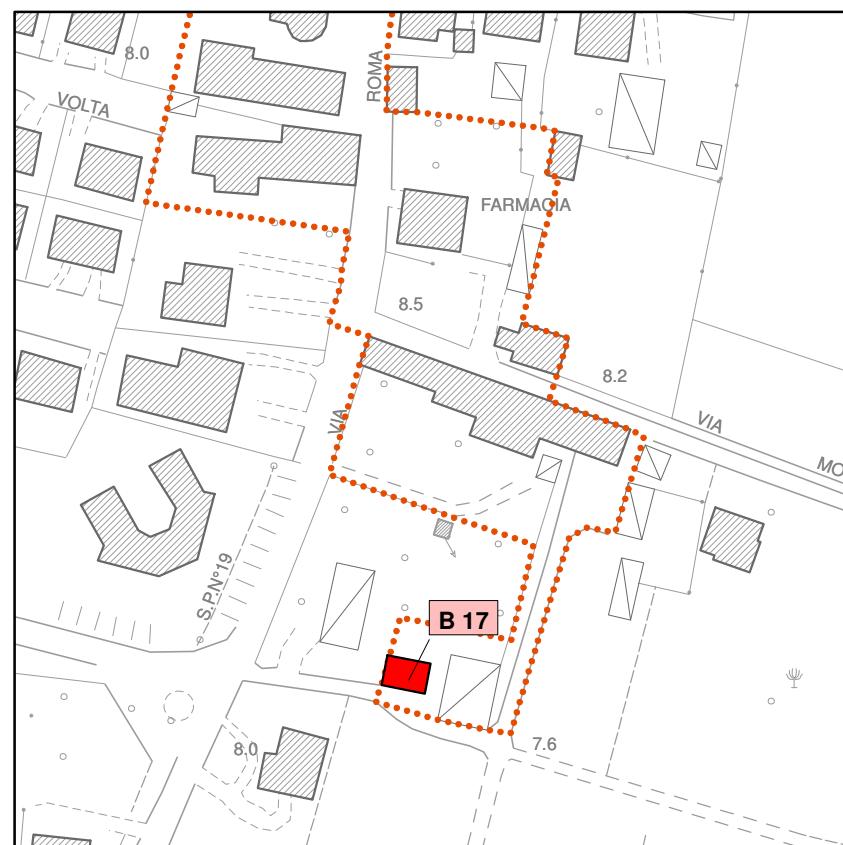 8.0
ROMA
VOLTA
FARMACIA
8.5
8.2
VIA
VIA
MO
S.P.N°19
B 17
8.0
7.6